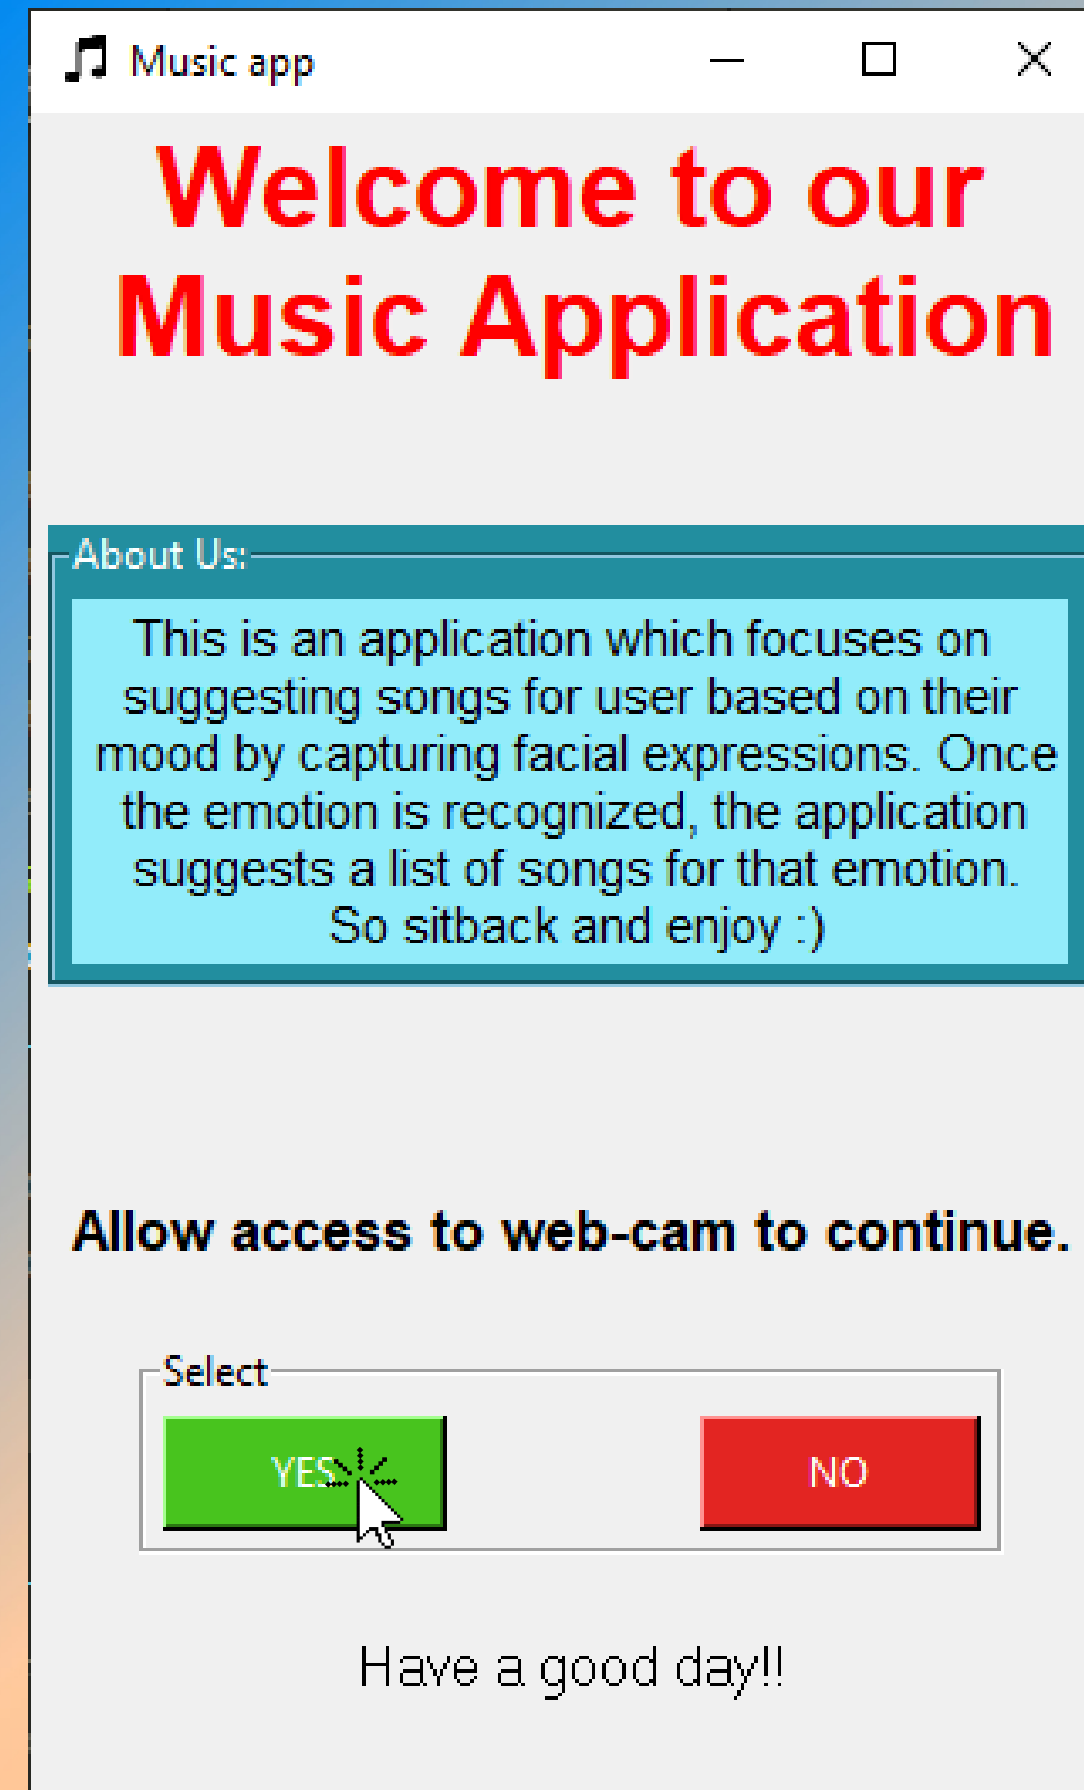 Music app
Welcome to our
Music Application
About Us:
This is an application which focuses on
suggesting songs for user based on their
mood by capturing facial expressions. Once
the emotion is recognized, the application
suggests a list of songs for that emotion.
So sitback and enjoy :)
Allow access to web-cam to continue.
Select
YES NO
Have a good day!!